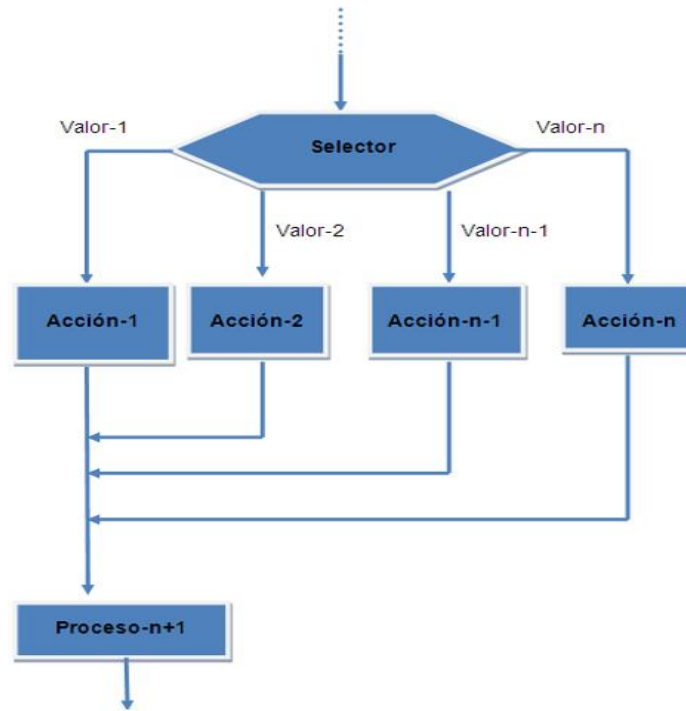 Valor-1
Selector
Valor-n
Valor-2
Valor-n-1
Acción-1
Acción-2
Acción-n-1
Acción-n
Proceso-n+1